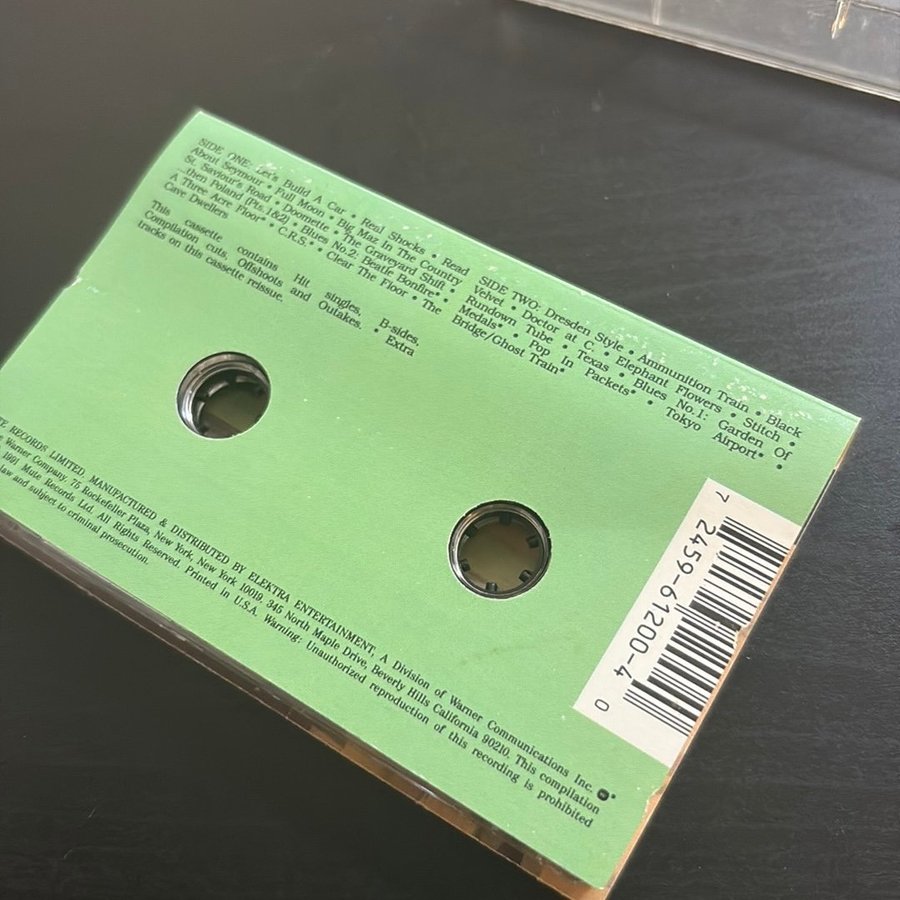 SIDE ONE: Let's Build A Car • Real Shocks • Read
About Seymour • Full Moon • Big Maz In The Country
St. Saviour's Road • Doomette • The Graveyard Shift •
...then Poland (Pts. 1&2) • Blues No.2: Beatle Bonfire* •
A Three Acre Floor* • C.R.S.* • Clear The Floor • The
Cave Dwellers
SIDE TWO: Dresden Style • Ammunition Train • Black
Velvet • Doctor at C. • Elephant Flowers • Stitch •
Rundown Tube • Texas • Blues No.1: Garden Of
Medals* • Pop In Packets* • Tokyo Airport* •
Bridge/Ghost Train*
This cassette contains Hit singles, B-sides,
Compilation cuts, Offshoots and Outakes. • Extra
tracks on this cassette reissue.
RECORDS LIMITED. MANUFACTURED & DISTRIBUTED BY ELEKTRA ENTERTAINMENT, A Division of Warner Communications Inc.
Warner Company. 75 Rockefeller Plaza, New York, New York 10019. 345 North Maple Drive, Beverly Hills California 90210. This compilation
1991 Mute Records Ltd. All Rights Reserved. Printed in U.S.A. Warning: Unauthorized reproduction of this recording is prohibited
law and subject to criminal prosecution.
7 2459-61200-4 0